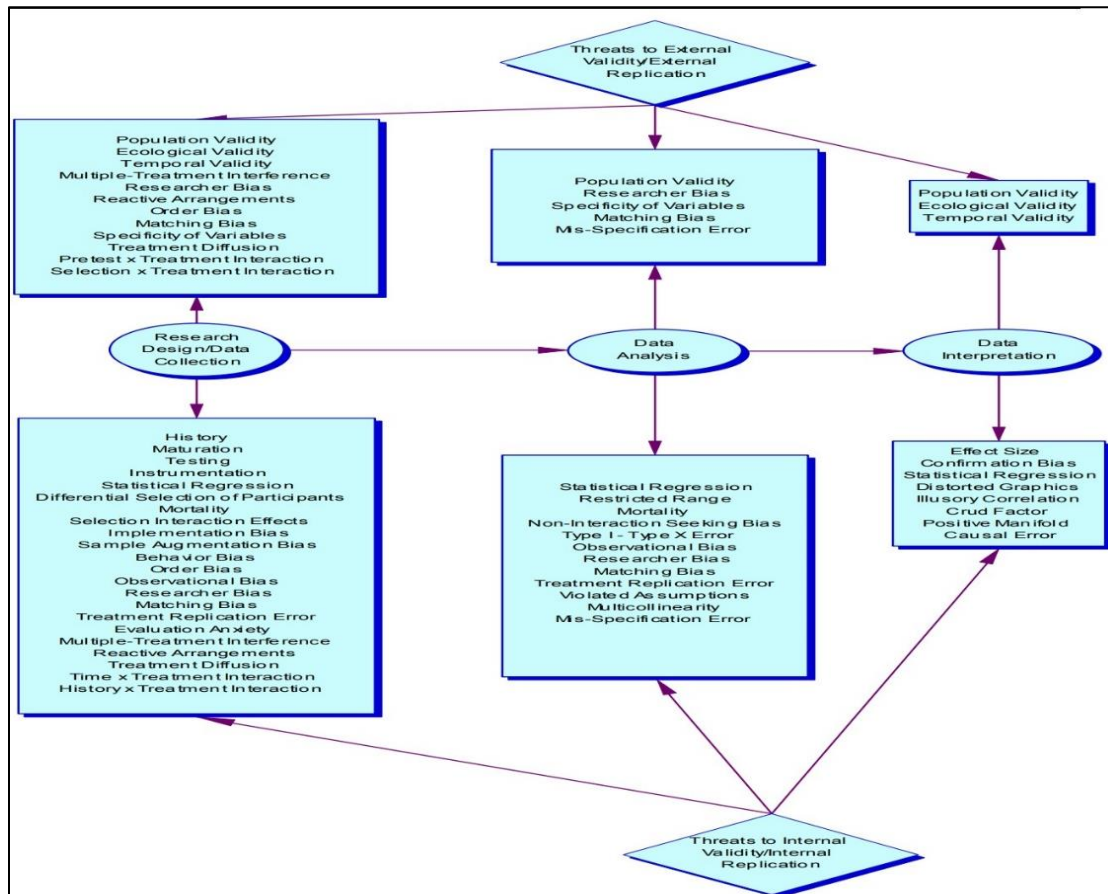 Threats to External
Validity/External
Replication
Population Validity
Ecological Validity
Temporal Validity
Multiple-Treatment Interference
Researcher Bias
Reactive Arrangements
Order Bias
Matching Bias
Specificity of Variables
Treatment Diffusion
Pretest x Treatment Interaction
Selection x Treatment Interaction
Population Validity
Researcher Bias
Specificity of Variables
Matching Bias
Mis-Specification Error
Population Validity
Ecological Validity
Temporal Validity
Research
Design/Data
Collection
Data
Analysis
Data
Interpretation
History
Maturation
Testing
Instrumentation
Statistical Regression
Differential Selection of Participants
Mortality
Selection Interaction Effects
Implementation Bias
Sample Augmentation Bias
Behavior Bias
Order Bias
Observational Bias
Researcher Bias
Matching Bias
Treatment Replication Error
Evaluation Anxiety
Multiple-Treatment Interference
Reactive Arrangements
Treatment Diffusion
Time x Treatment Interaction
History x Treatment Interaction
Statistical Regression
Restricted Range
Mortality
Non-Interaction Seeking Bias
Type I - Type X Error
Observational Bias
Researcher Bias
Matching Bias
Treatment Replication Error
Violated Assumptions
Multicollinearity
Mis-Specification Error
Effect Size
Confirmation Bias
Statistical Regression
Distorted Graphics
Illusory Correlation
Crud Factor
Positive Manifold
Causal Error
Threats to Internal
Validity/Internal
Replication